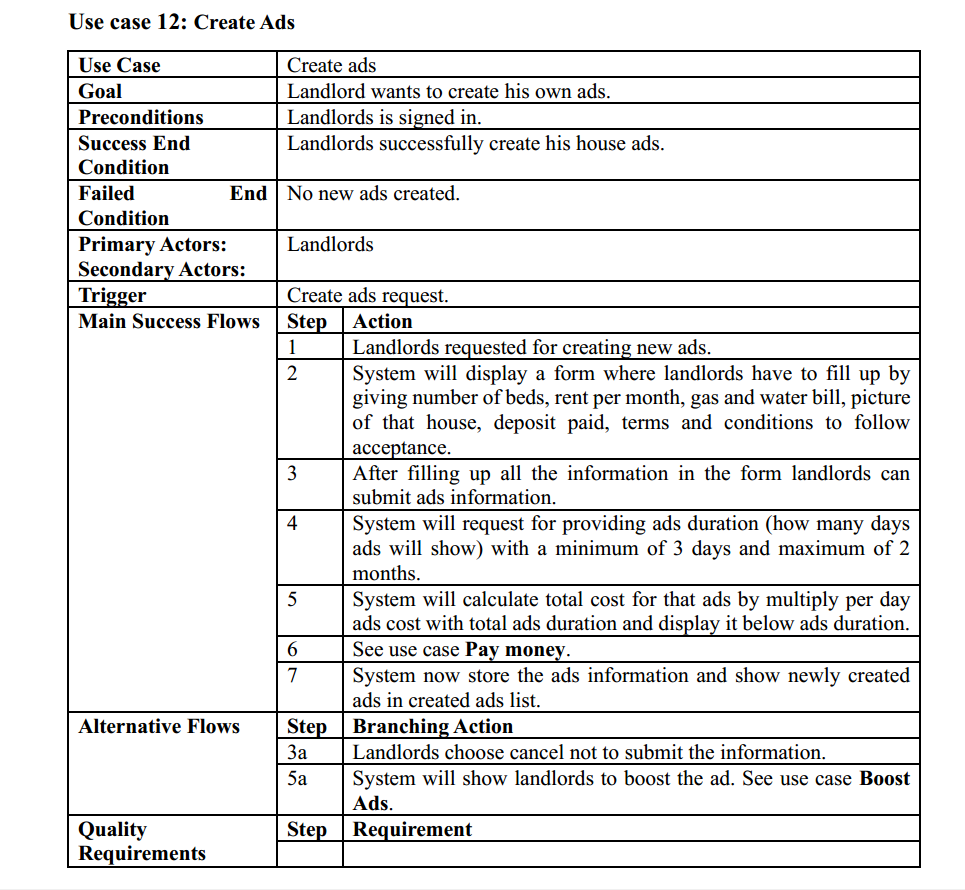 Use case 12: Create Ads
Use Case Create ads
Goal Landlord wants to create his own ads.
Preconditions Landlords is signed in.
Success End Landlords successfully create his house ads.
Condition
Failed End No new ads created.
Condition
Primary Actors: Landlords
Secondary Actors:
Trigger Create ads request.
Main Success Flows Step Action
1 Landlords requested for creating new ads.
2 System will display a form where landlords have to fill up by
giving number of beds, rent per month, gas and water bill, picture
of that house, deposit paid, terms and conditions to follow
acceptance.
3 After filling up all the information in the form landlords can
submit ads information.
4 System will request for providing ads duration (how many days
ads will show) with a minimum of 3 days and maximum of 2
months.
5 System will calculate total cost for that ads by multiply per day
ads cost with total ads duration and display it below ads duration.
6 See use case Pay money.
7 System now store the ads information and show newly created
ads in created ads list.
Alternative Flows Step Branching Action
3a Landlords choose cancel not to submit the information.
5a System will show landlords to boost the ad. See use case Boost
Ads.
Quality Step Requirement
Requirements